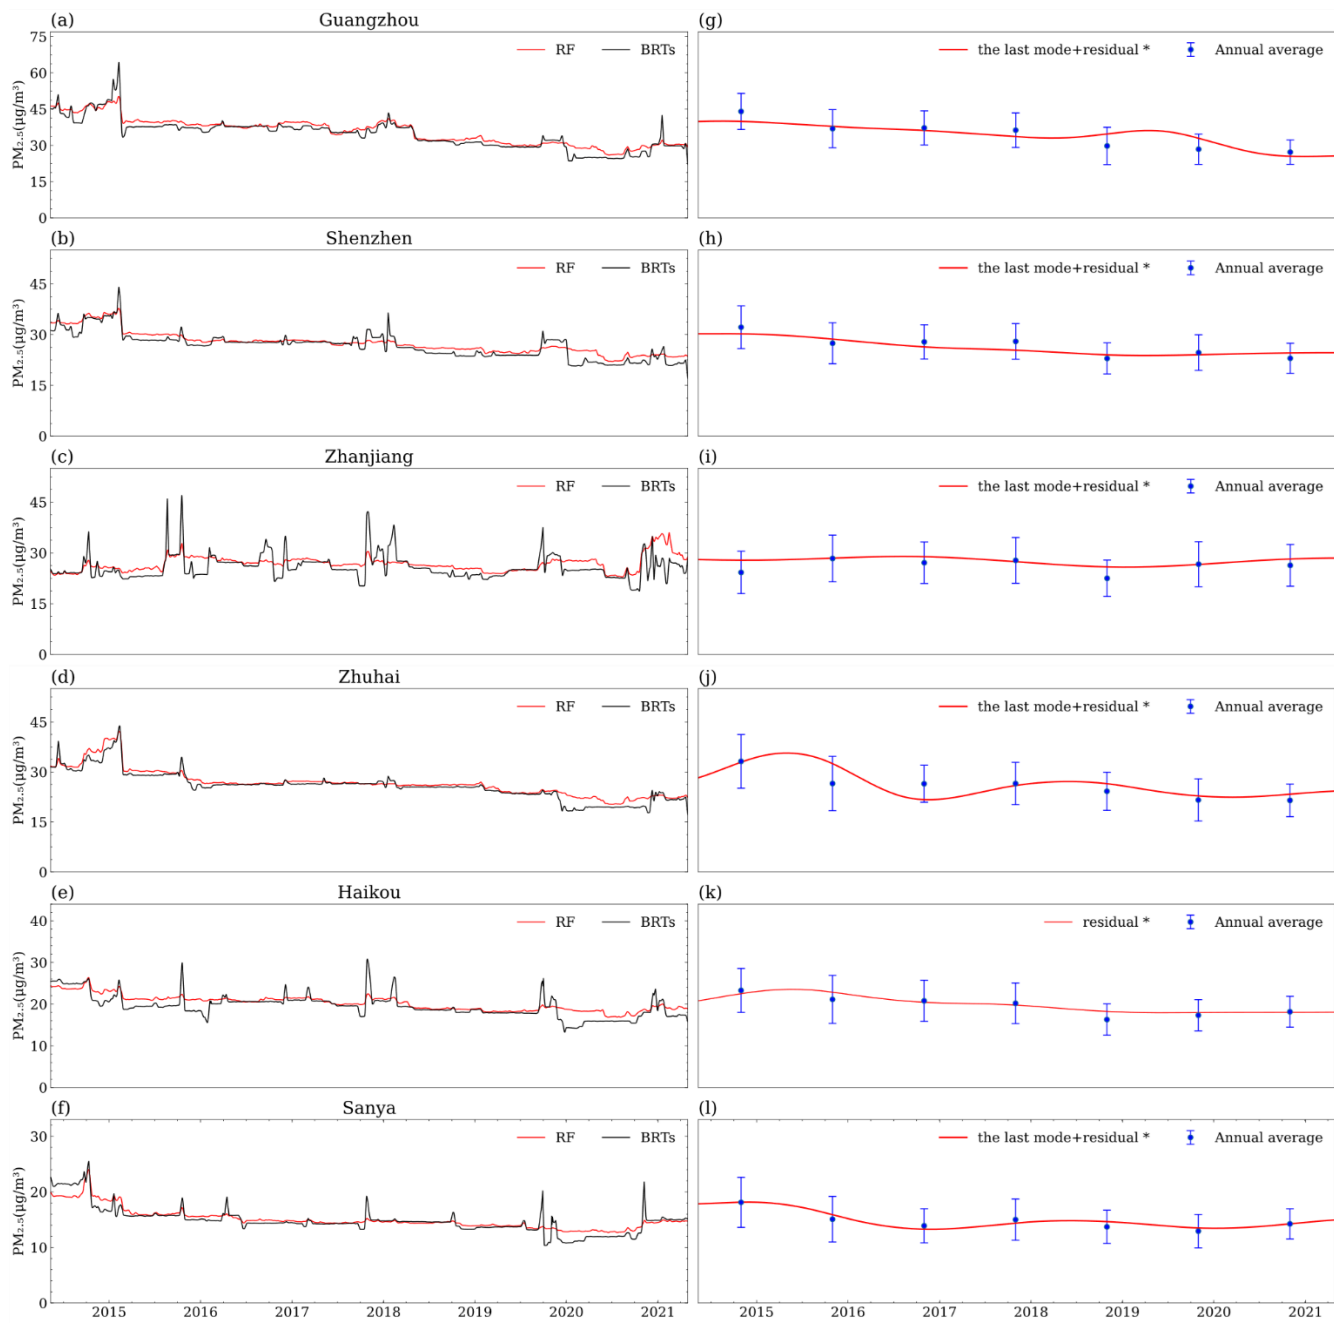 (a) Guangzhou (g)
75
60
45
30
15
0
PM₂.₅(μg/m³)
RF BRTs
the last mode+residual * Annual average
(b) Shenzhen (h)
45
30
15
0
PM₂.₅(μg/m³)
RF BRTs
the last mode+residual * Annual average
(c) Zhanjiang (i)
45
30
15
0
PM₂.₅(μg/m³)
RF BRTs
the last mode+residual * Annual average
(d) Zhuhai (j)
45
30
15
0
PM₂.₅(μg/m³)
RF BRTs
the last mode+residual * Annual average
(e) Haikou (k)
40
30
20
10
0
PM₂.₅(μg/m³)
RF BRTs
residual * Annual average
(f) Sanya (l)
30
20
10
0
PM₂.₅(μg/m³)
RF BRTs
the last mode+residual * Annual average
2015 2016 2017 2018 2019 2020 2021
2015 2016 2017 2018 2019 2020 2021